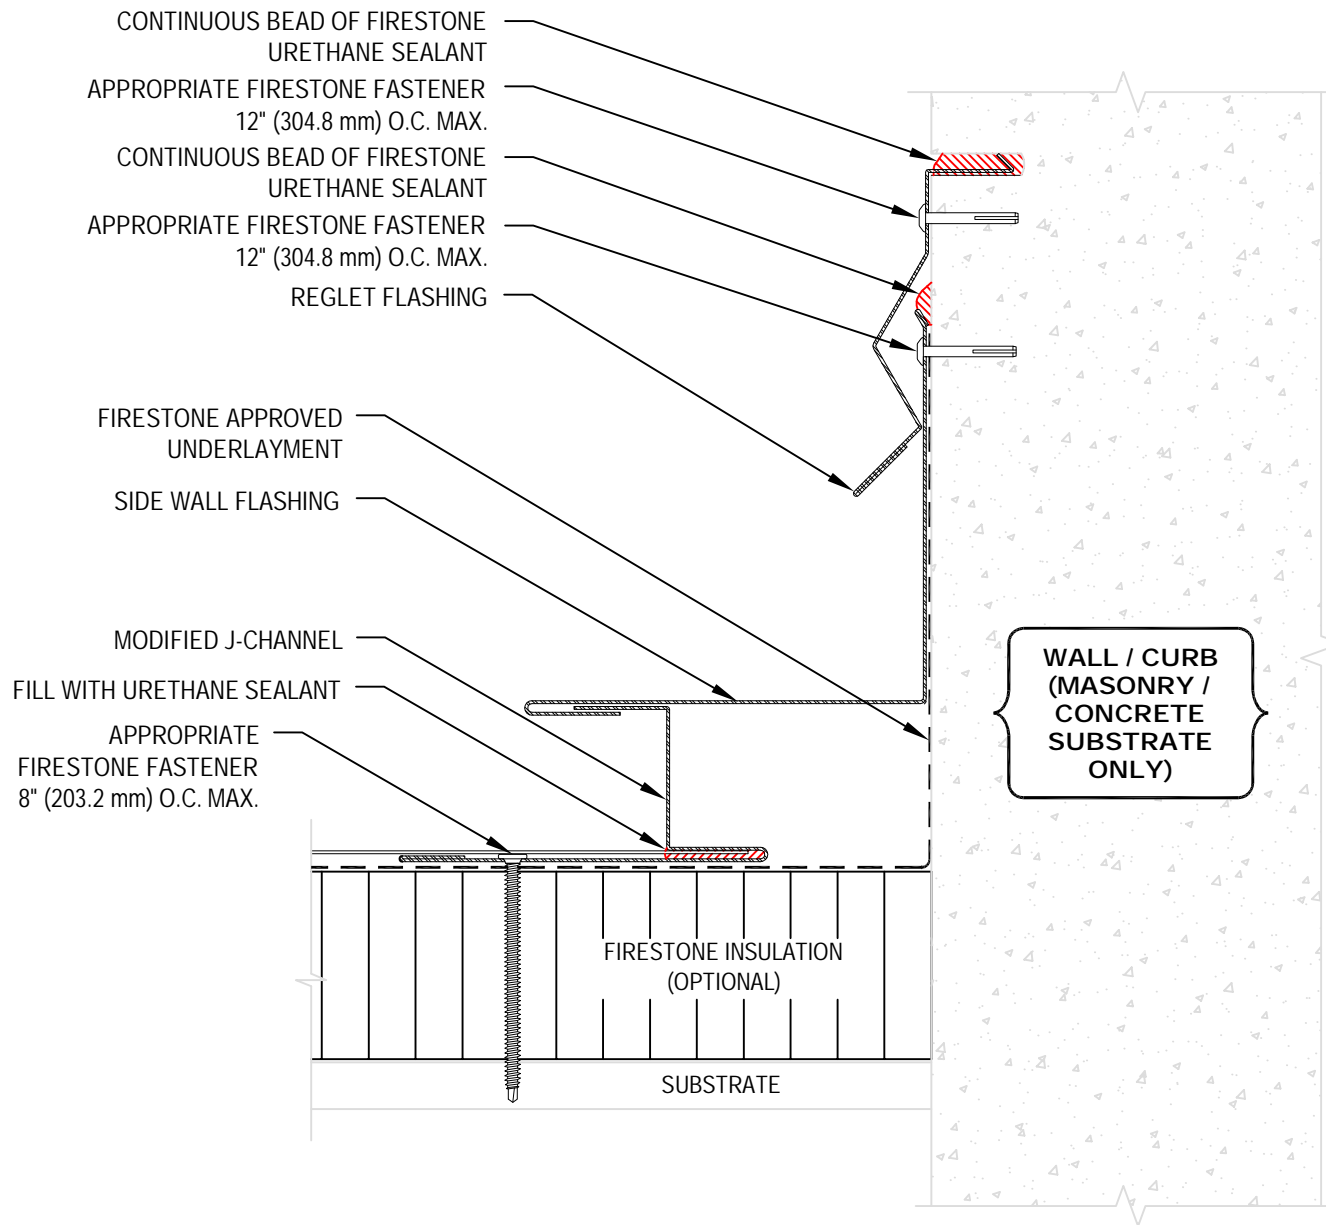 CONTINUOUS BEAD OF FIRESTONE
URETHANE SEALANT
APPROPRIATE FIRESTONE FASTENER
12" (304.8 mm) O.C. MAX.
CONTINUOUS BEAD OF FIRESTONE
URETHANE SEALANT
APPROPRIATE FIRESTONE FASTENER
12" (304.8 mm) O.C. MAX.
REGLET FLASHING
FIRESTONE APPROVED
UNDERLAYMENT
SIDE WALL FLASHING
MODIFIED J-CHANNEL
FILL WITH URETHANE SEALANT
APPROPRIATE
FIRESTONE FASTENER
8" (203.2 mm) O.C. MAX.
WALL / CURB
(MASONRY /
CONCRETE
SUBSTRATE
ONLY)
FIRESTONE INSULATION
(OPTIONAL)
SUBSTRATE